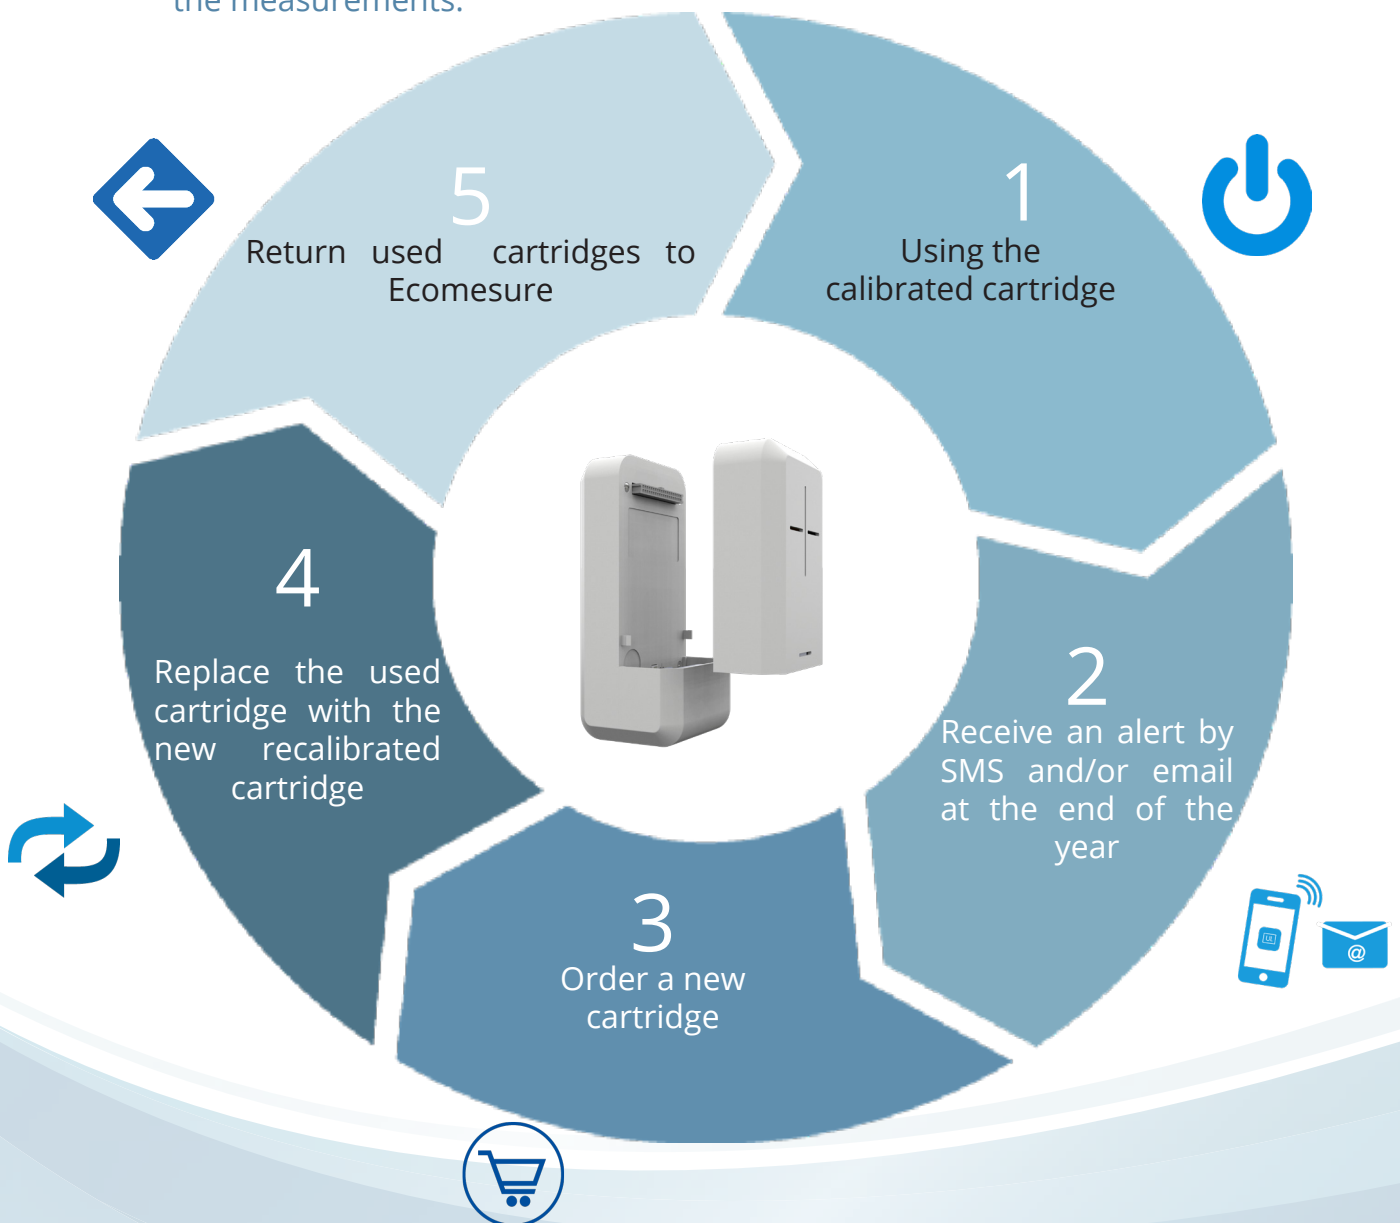 the measurements.
1
Using the
calibrated cartridge
2
Receive an alert by
SMS and/or email
at the end of the
year
3
Order a new
cartridge
4
Replace the used
cartridge with the
new recalibrated
cartridge
5
Return used cartridges to
Ecomesure
@